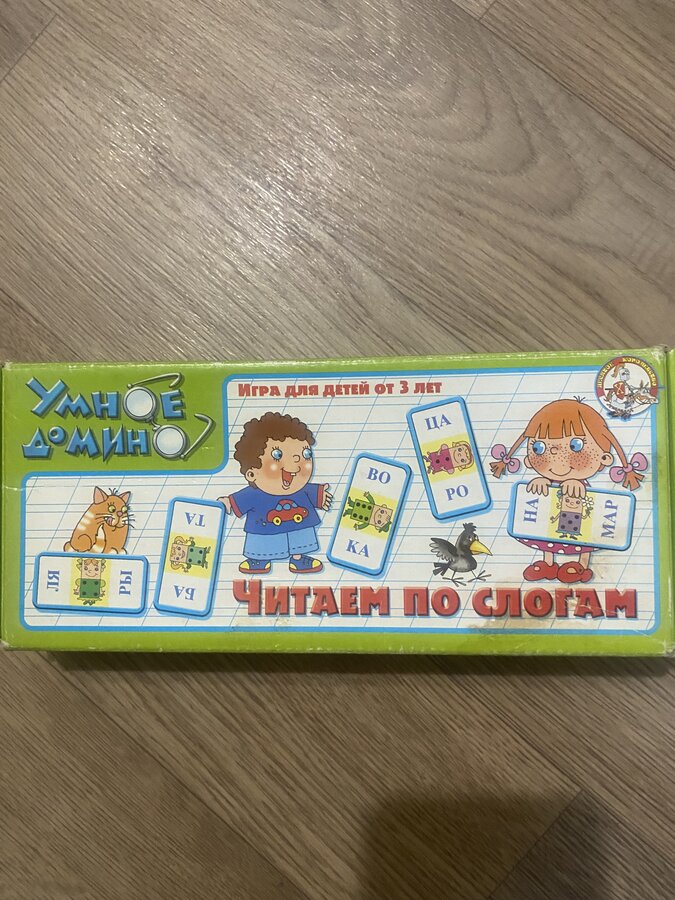 Умное
домино
Игра для детей от 3 лет
ЛЯ
РЫ
ТА
БА
ВО
КА
ЦА
РО
НА
МАР
Читаем по слогам